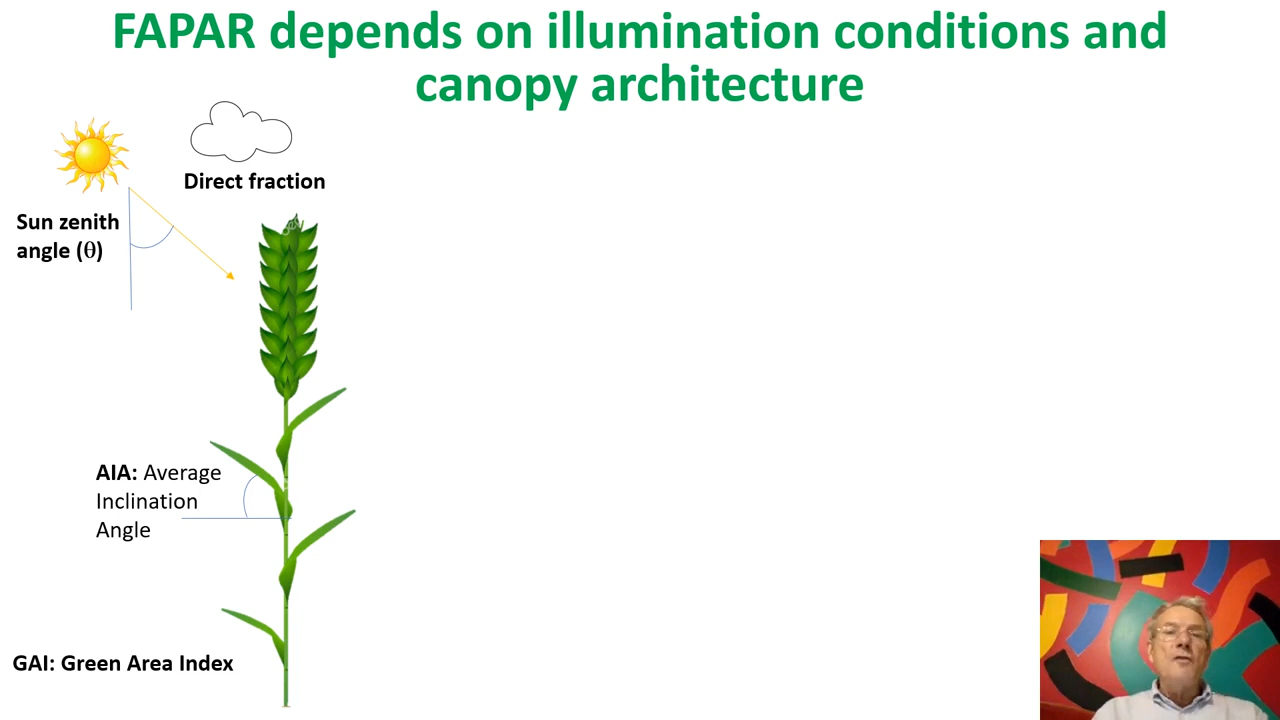 FAPAR depends on illumination conditions and
canopy architecture
Direct fraction
Sun zenith
angle (θ)
AIA: Average
Inclination
Angle
GAI: Green Area Index